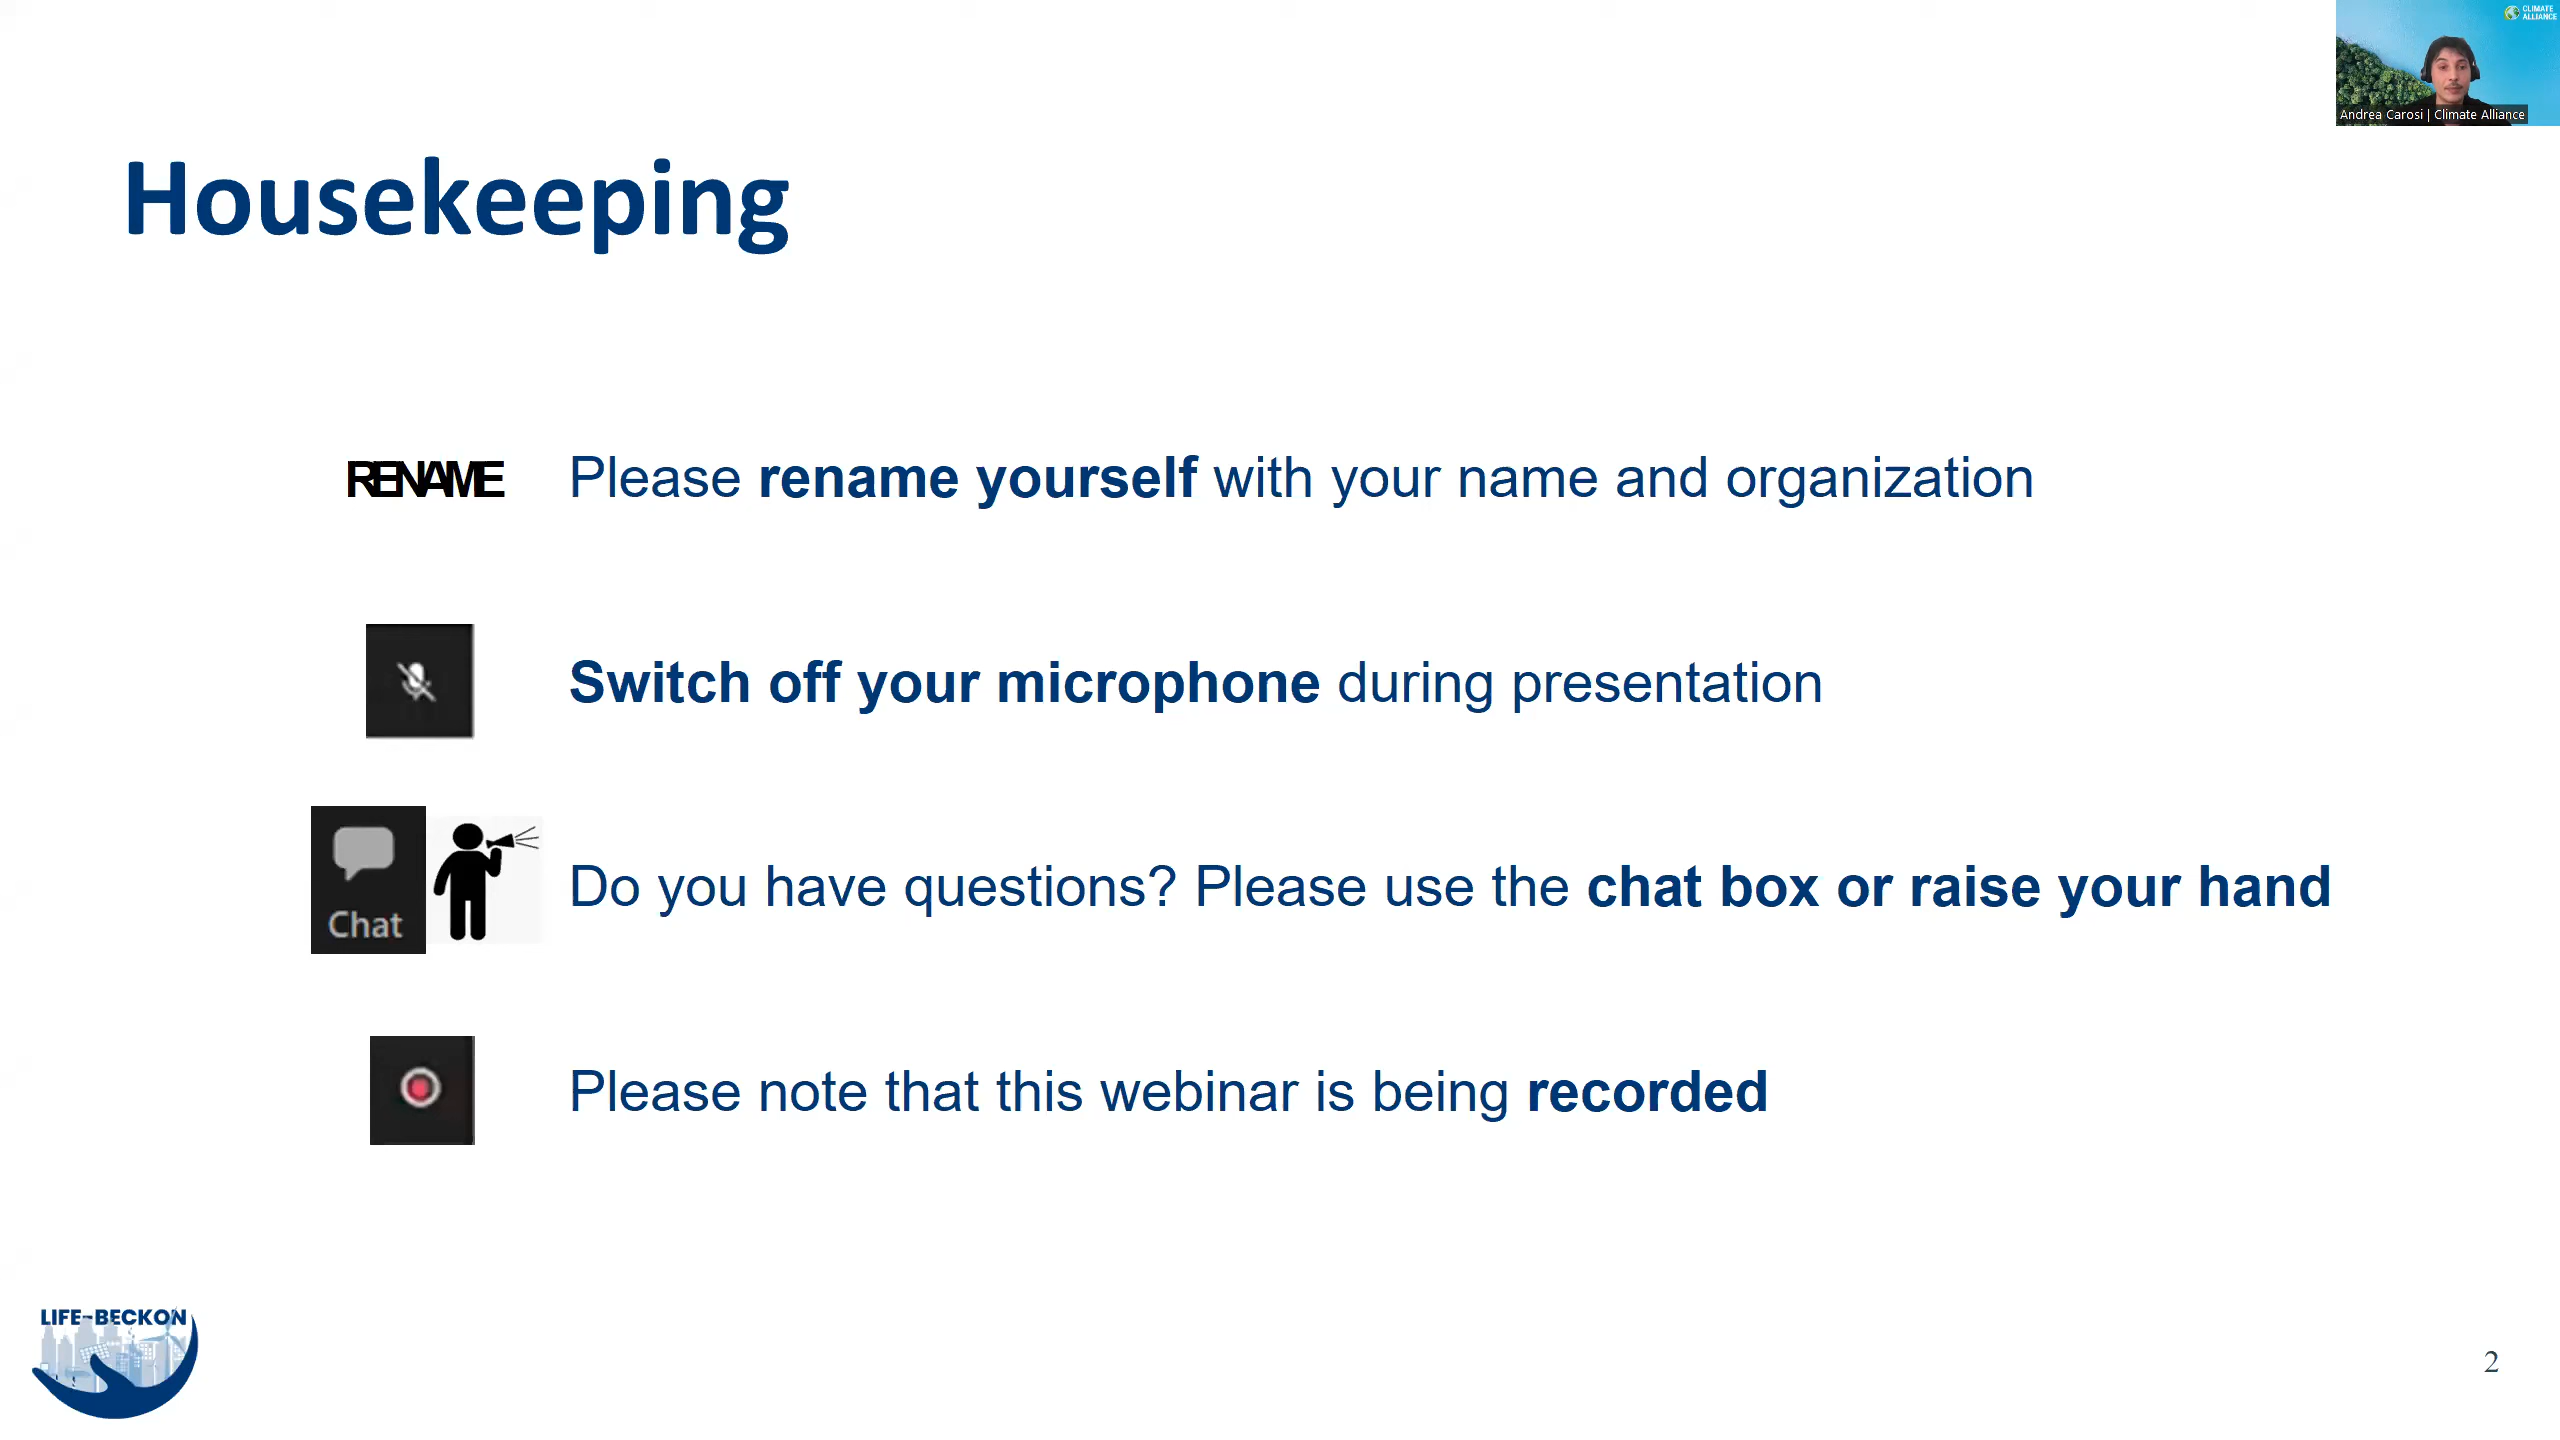 CLIMATE
ALLIANCE
Andrea Carosi | Climate Alliance
Housekeeping
RENAME
Please rename yourself with your name and organization
Switch off your microphone during presentation
Chat
Do you have questions? Please use the chat box or raise your hand
Please note that this webinar is being recorded
LIFE-BECKON
2